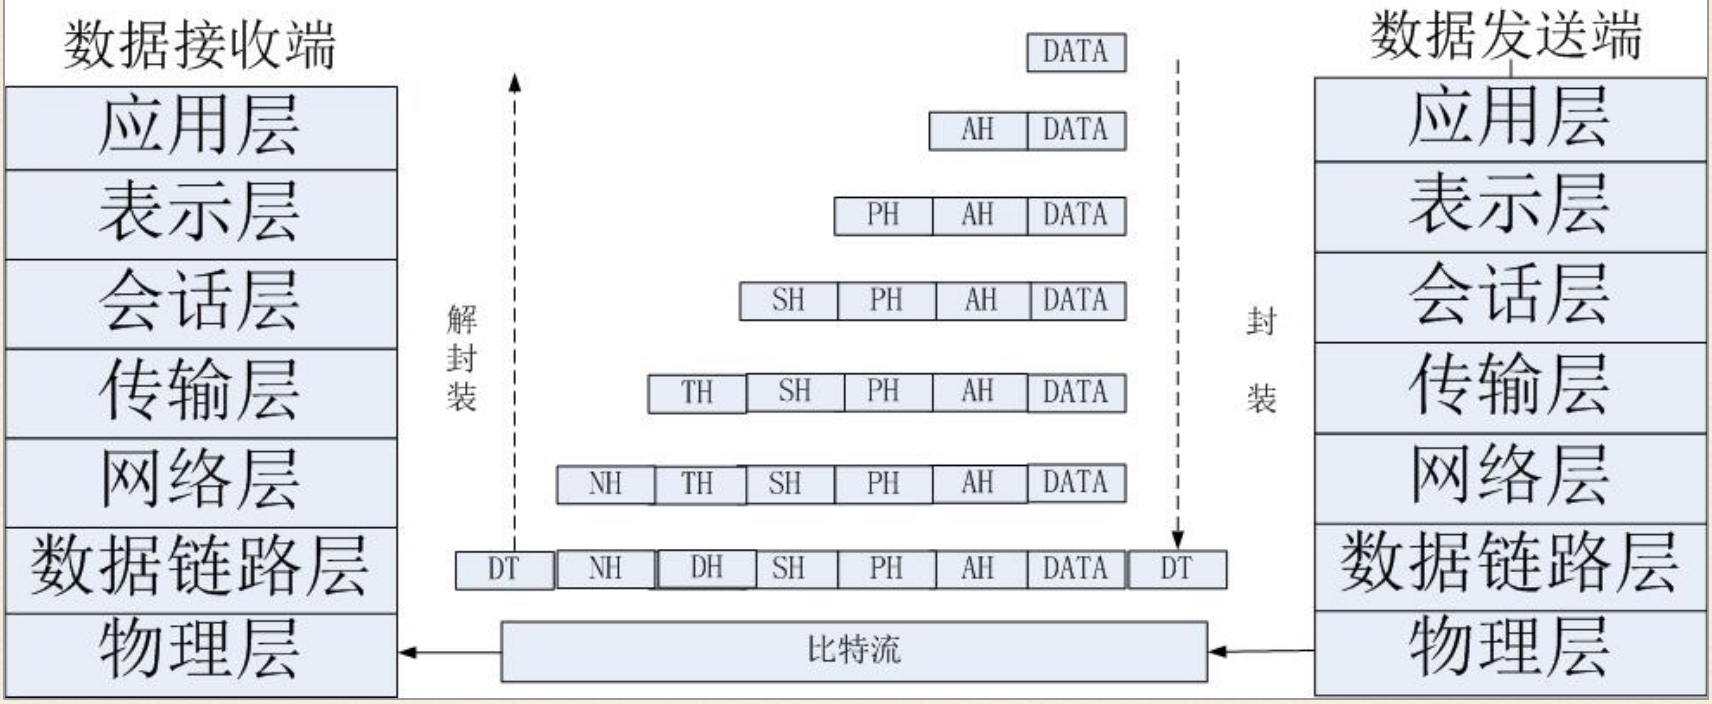 数据接收端
应用层
表示层
会话层
传输层
网络层
数据链路层
物理层
解
封
装
DATA
AH DATA
PH AH DATA
SH PH AH DATA
TH SH PH AH DATA
NH TH SH PH AH DATA
DT NH DH SH PH AH DATA DT
比特流
封
装
数据发送端
应用层
表示层
会话层
传输层
网络层
数据链路层
物理层